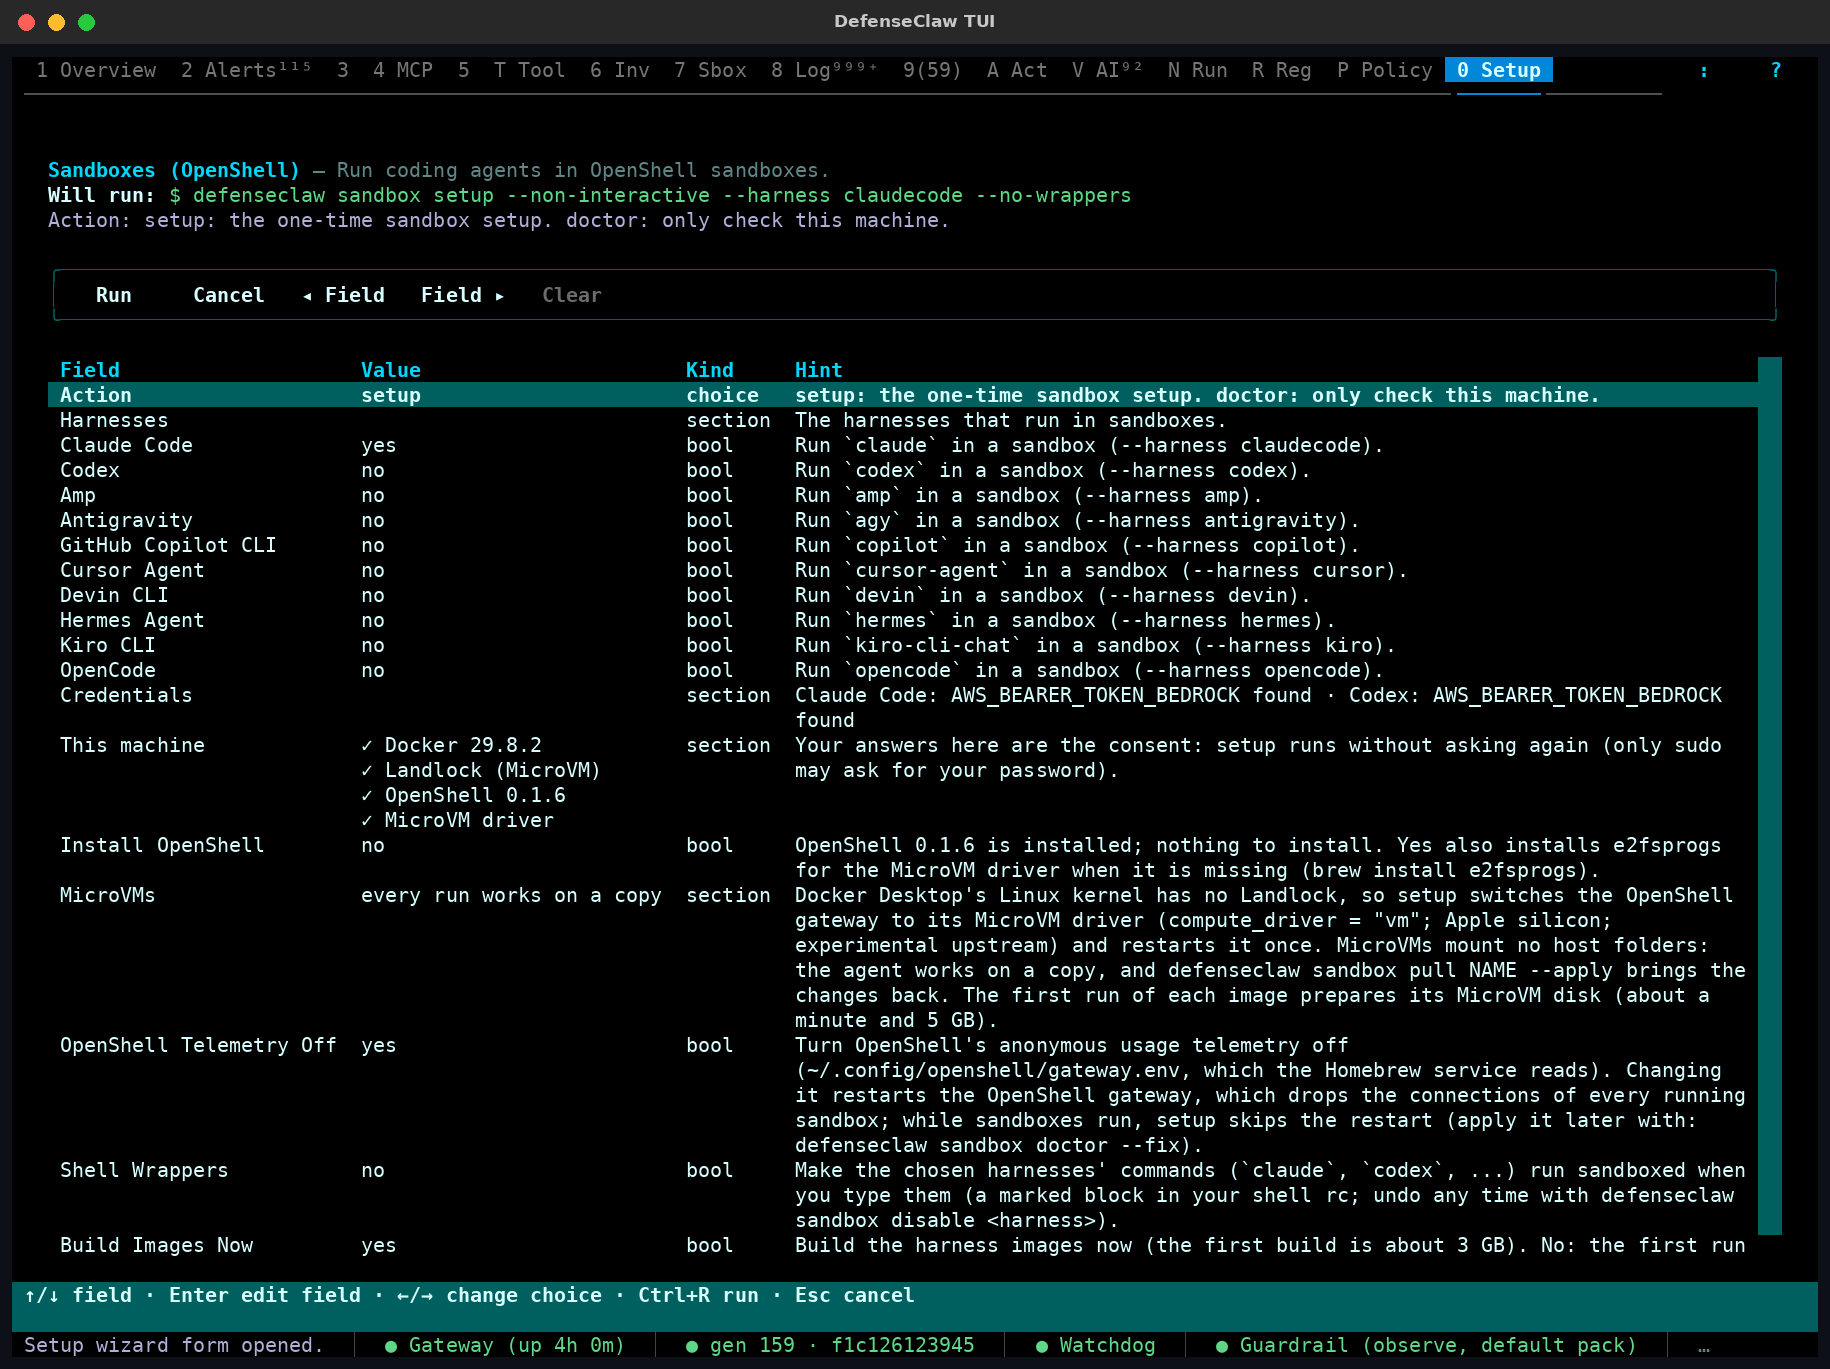 DefenseClaw TUI
1 Overview  2 Alerts¹¹⁵  3  4 MCP  5  T Tool  6 Inv  7 Sbox  8 Log⁹⁹⁹⁺  9(59)  A Act  V AI⁹²  N Run  R Reg  P Policy  0 Setup  :  ?
Sandboxes (OpenShell) — Run coding agents in OpenShell sandboxes.
Will run: $ defenseclaw sandbox setup --non-interactive --harness claudecode --no-wrappers
Action: setup: the one-time sandbox setup. doctor: only check this machine.
Run  Cancel  ◂ Field  Field ▸  Clear
Field  Value  Kind  Hint
Action  setup  choice  setup: the one-time sandbox setup. doctor: only check this machine.
Harnesses  section  The harnesses that run in sandboxes.
Claude Code  yes  bool  Run `claude` in a sandbox (--harness claudecode).
Codex  no  bool  Run `codex` in a sandbox (--harness codex).
Amp  no  bool  Run `amp` in a sandbox (--harness amp).
Antigravity  no  bool  Run `agy` in a sandbox (--harness antigravity).
GitHub Copilot CLI  no  bool  Run `copilot` in a sandbox (--harness copilot).
Cursor Agent  no  bool  Run `cursor-agent` in a sandbox (--harness cursor).
Devin CLI  no  bool  Run `devin` in a sandbox (--harness devin).
Hermes Agent  no  bool  Run `hermes` in a sandbox (--harness hermes).
Kiro CLI  no  bool  Run `kiro-cli-chat` in a sandbox (--harness kiro).
OpenCode  no  bool  Run `opencode` in a sandbox (--harness opencode).
Credentials  section  Claude Code: AWS_BEARER_TOKEN_BEDROCK found · Codex: AWS_BEARER_TOKEN_BEDROCK
found
This machine  ✓ Docker 29.8.2  section  Your answers here are the consent: setup runs without asking again (only sudo
✓ Landlock (MicroVM)  may ask for your password).
✓ OpenShell 0.1.6
✓ MicroVM driver
Install OpenShell  no  bool  OpenShell 0.1.6 is installed; nothing to install. Yes also installs e2fsprogs
for the MicroVM driver when it is missing (brew install e2fsprogs).
MicroVMs  every run works on a copy  section  Docker Desktop's Linux kernel has no Landlock, so setup switches the OpenShell
gateway to its MicroVM driver (compute_driver = "vm"; Apple silicon;
experimental upstream) and restarts it once. MicroVMs mount no host folders:
the agent works on a copy, and defenseclaw sandbox pull NAME --apply brings the
changes back. The first run of each image prepares its MicroVM disk (about a
minute and 5 GB).
OpenShell Telemetry Off  yes  bool  Turn OpenShell's anonymous usage telemetry off
(~/.config/openshell/gateway.env, which the Homebrew service reads). Changing
it restarts the OpenShell gateway, which drops the connections of every running
sandbox; while sandboxes run, setup skips the restart (apply it later with:
defenseclaw sandbox doctor --fix).
Shell Wrappers  no  bool  Make the chosen harnesses' commands (`claude`, `codex`, ...) run sandboxed when
you type them (a marked block in your shell rc; undo any time with defenseclaw
sandbox disable <harness>).
Build Images Now  yes  bool  Build the harness images now (the first build is about 3 GB). No: the first run
↑/↓ field · Enter edit field · ←/→ change choice · Ctrl+R run · Esc cancel
Setup wizard form opened.  ● Gateway (up 4h 0m)  ● gen 159 · f1c126123945  ● Watchdog  ● Guardrail (observe, default pack)  …